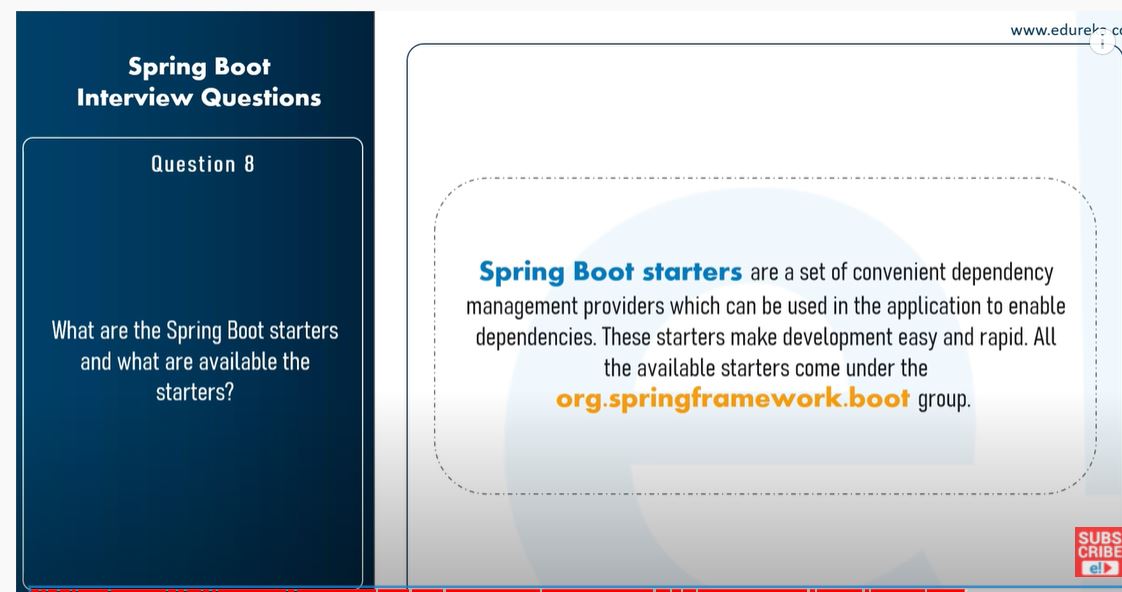 www.edureka.co
Spring Boot
Interview Questions
Question 8
What are the Spring Boot starters
and what are available the
starters?
Spring Boot starters are a set of convenient dependency
management providers which can be used in the application to enable
dependencies. These starters make development easy and rapid. All
the available starters come under the
org.springframework.boot group.
SUBS
CRIBE
e!